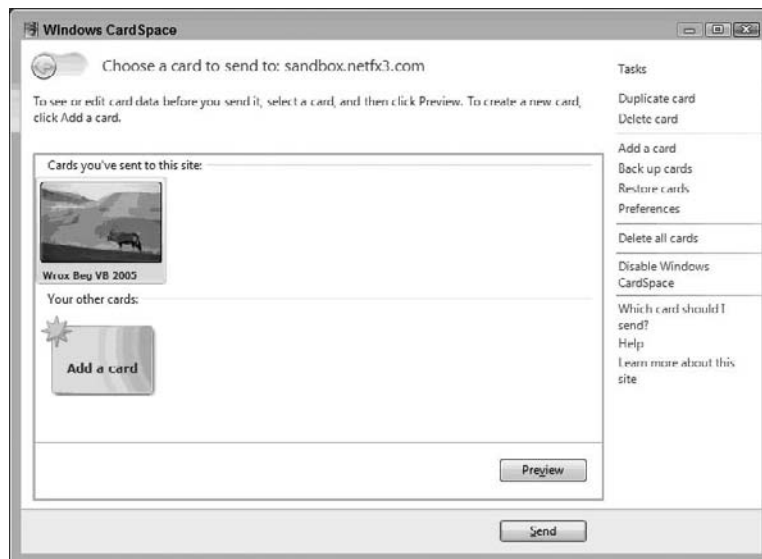 Windows CardSpace
Choose a card to send to: sandbox.netfx3.com
To see or edit card data before you send it, select a card, and then click Preview. To create a new card,
click Add a card.
Cards you've sent to this site:
Wrox Beg VB 2005
Your other cards:
Add a card
Preview
Send
Tasks
Duplicate card
Delete card
Add a card
Back up cards
Restore cards
Preferences
Delete all cards
Disable Windows
CardSpace
Which card should I
send?
Help
Learn more about this
site